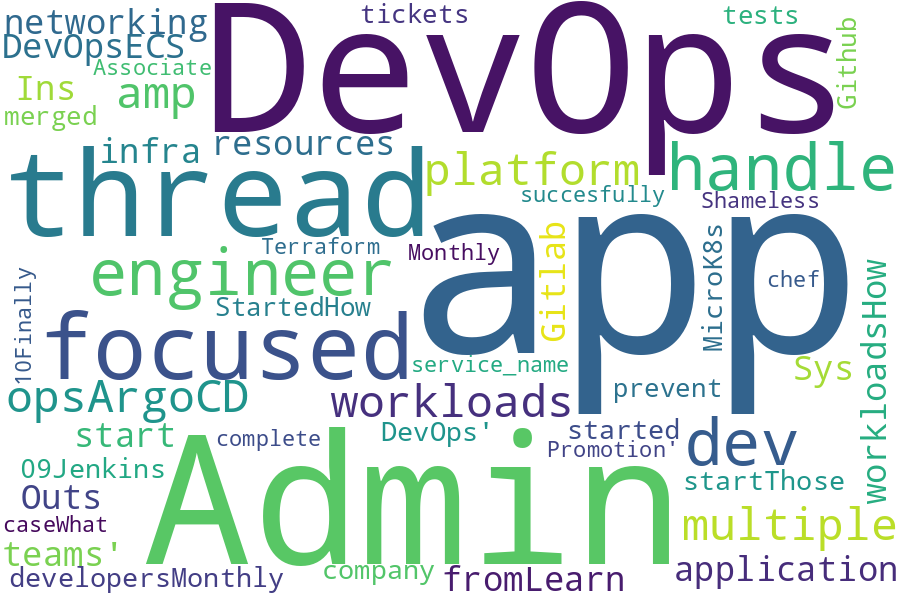 networking
DevOps
tickets
tests
DevOpsECS
Github
Associate
Ins
amp
merged
infra
resources
thread
platform
handle
succesfully
Shameless
app
Terraform
Monthly
engineer
Gitlab
MicroK8s
chef
10Finally
StartedHow
workloadsHow
focused
service_name
Sys
opsArgoCD
workloads
prevent
start
complete
DevOps'
started
dev
Promotion'
O9Jenkins
Admin
startThose
Outs
caseWhat
multiple
teams'
developersMonthly
company
fromLearn
application